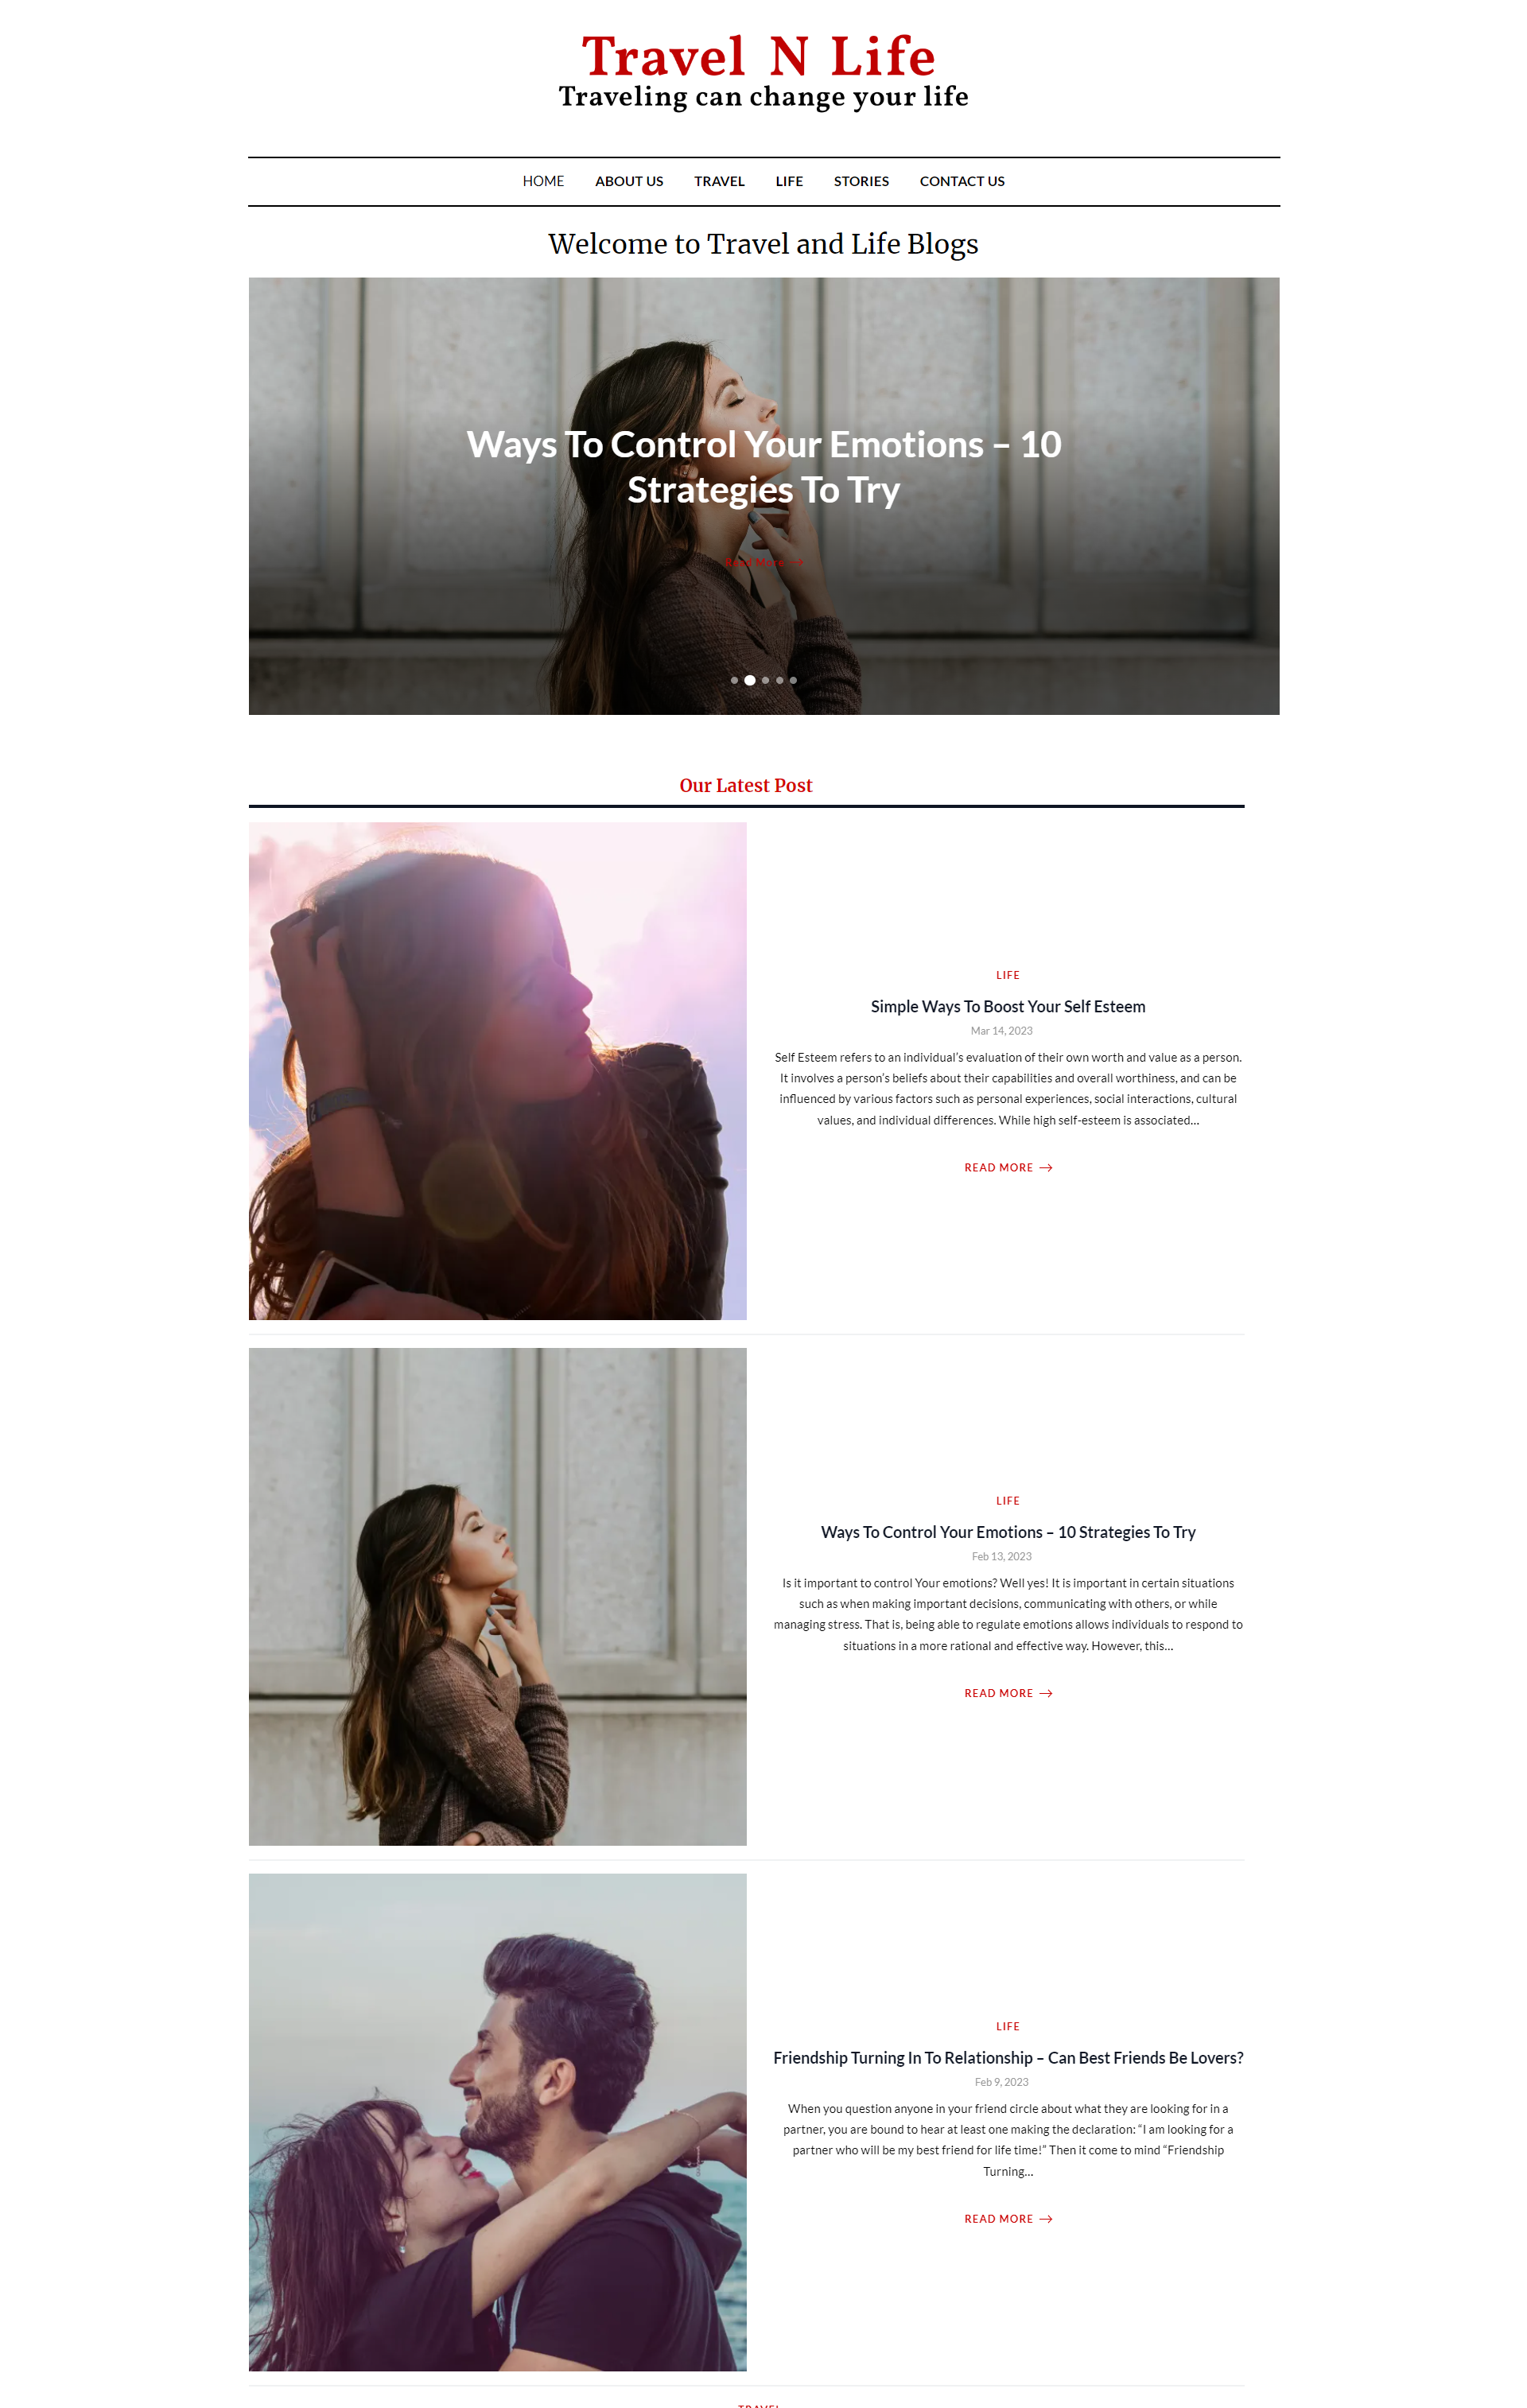 Travel N Life
Traveling can change your life
HOME ABOUT US TRAVEL LIFE STORIES CONTACT US
Welcome to Travel and Life Blogs
Ways To Control Your Emotions – 10
Strategies To Try
Read More
Our Latest Post
LIFE
Simple Ways To Boost Your Self Esteem
Mar 14, 2023
Self Esteem refers to an individual’s evaluation of their own worth and value as a person.
It involves a person’s beliefs about their capabilities and overall worthiness, and can be
influenced by various factors such as personal experiences, social interactions, cultural
values, and individual differences. While high self-esteem is associated...
READ MORE
LIFE
Ways To Control Your Emotions – 10 Strategies To Try
Feb 13, 2023
Is it important to control Your emotions? Well yes! It is important in certain situations
such as when making important decisions, communicating with others, or while
managing stress. That is, being able to regulate emotions allows individuals to respond to
situations in a more rational and effective way. However, this...
READ MORE
LIFE
Friendship Turning In To Relationship – Can Best Friends Be Lovers?
Feb 9, 2023
When you question anyone in your friend circle about what they are looking for in a
partner, you are bound to hear at least one making the declaration: “I am looking for a
partner who will be my best friend for life time!” Then it come to mind “Friendship
Turning...
READ MORE
TRAVEL